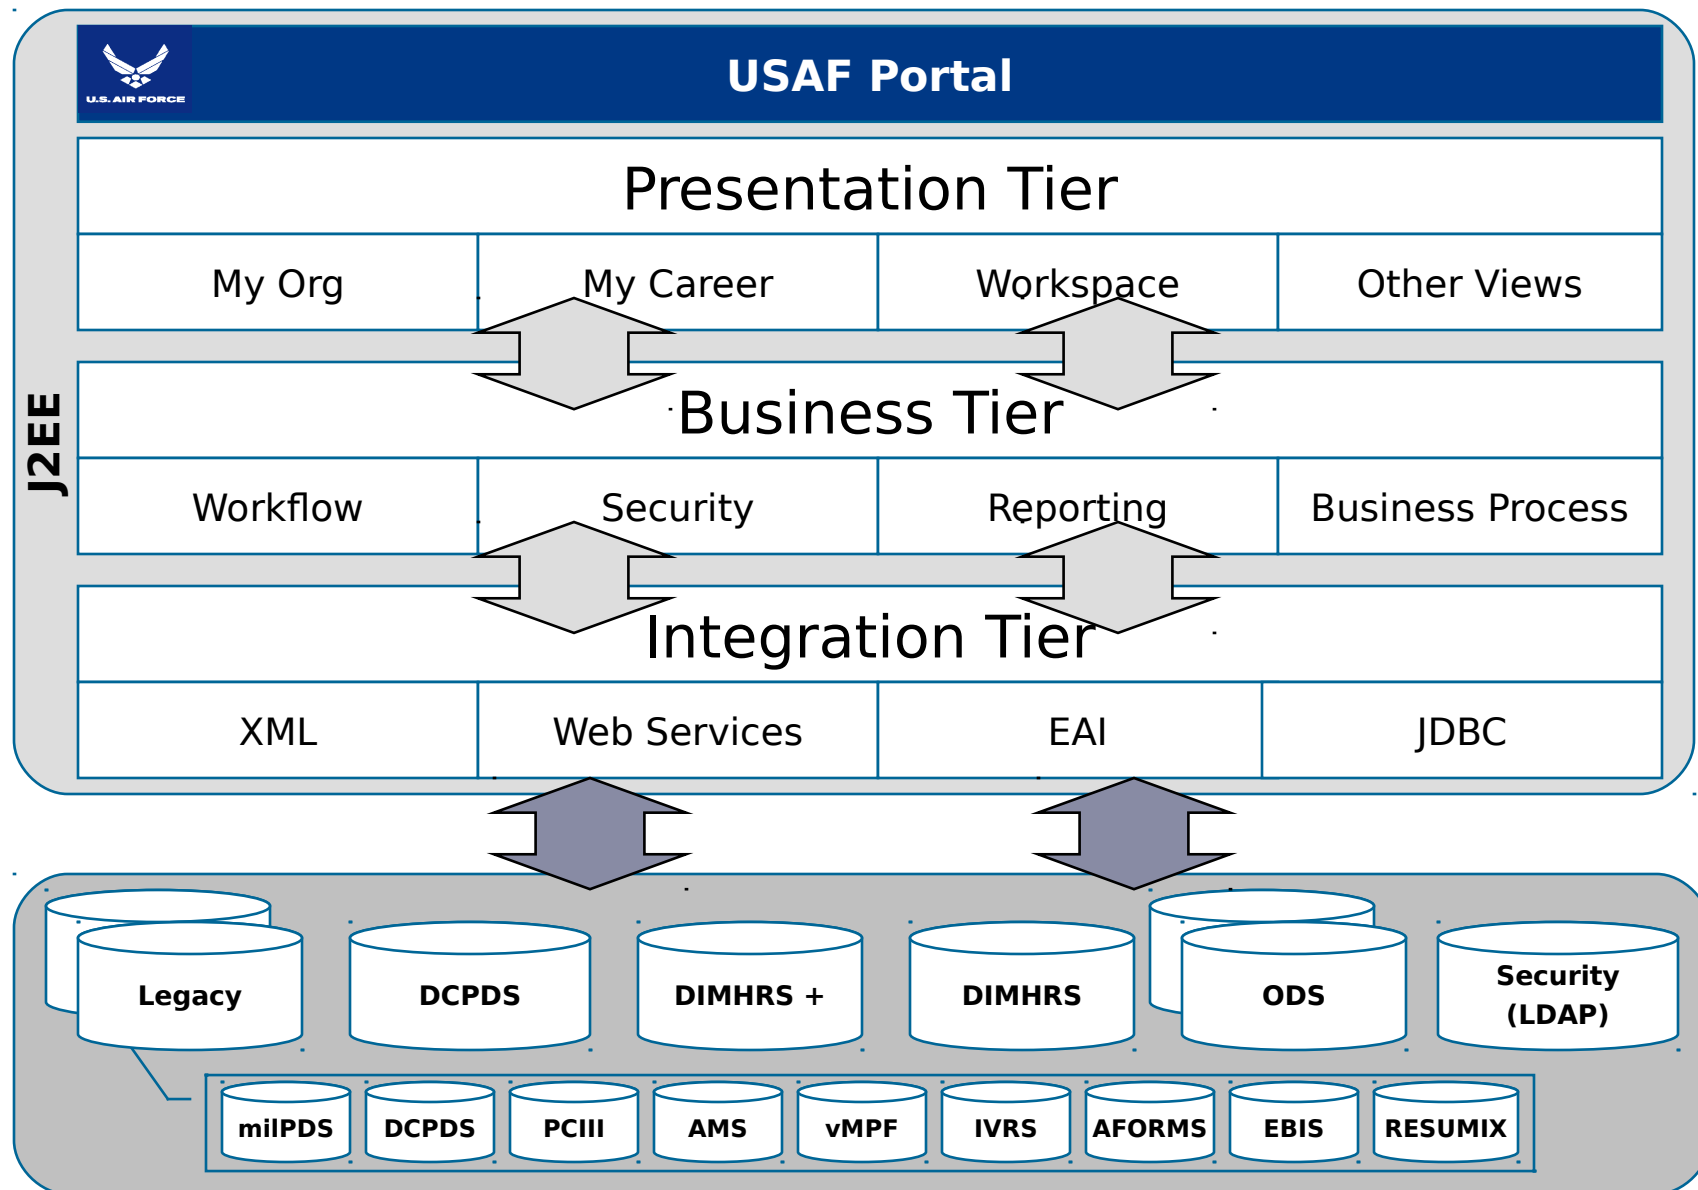 U.S. AIR FORCE
USAF Portal
Presentation Tier
My Org
My Career
Workspace
Other Views
J2EE
Business Tier
Workflow
Security
Reporting
Business Process
Integration Tier
XML
Web Services
EAI
JDBC
Legacy
DCPDS
DIMHRS +
DIMHRS
ODS
Security
(LDAP)
milPDS
DCPDS
PCIII
AMS
vMPF
IVRS
AFORMS
EBIS
RESUMIX